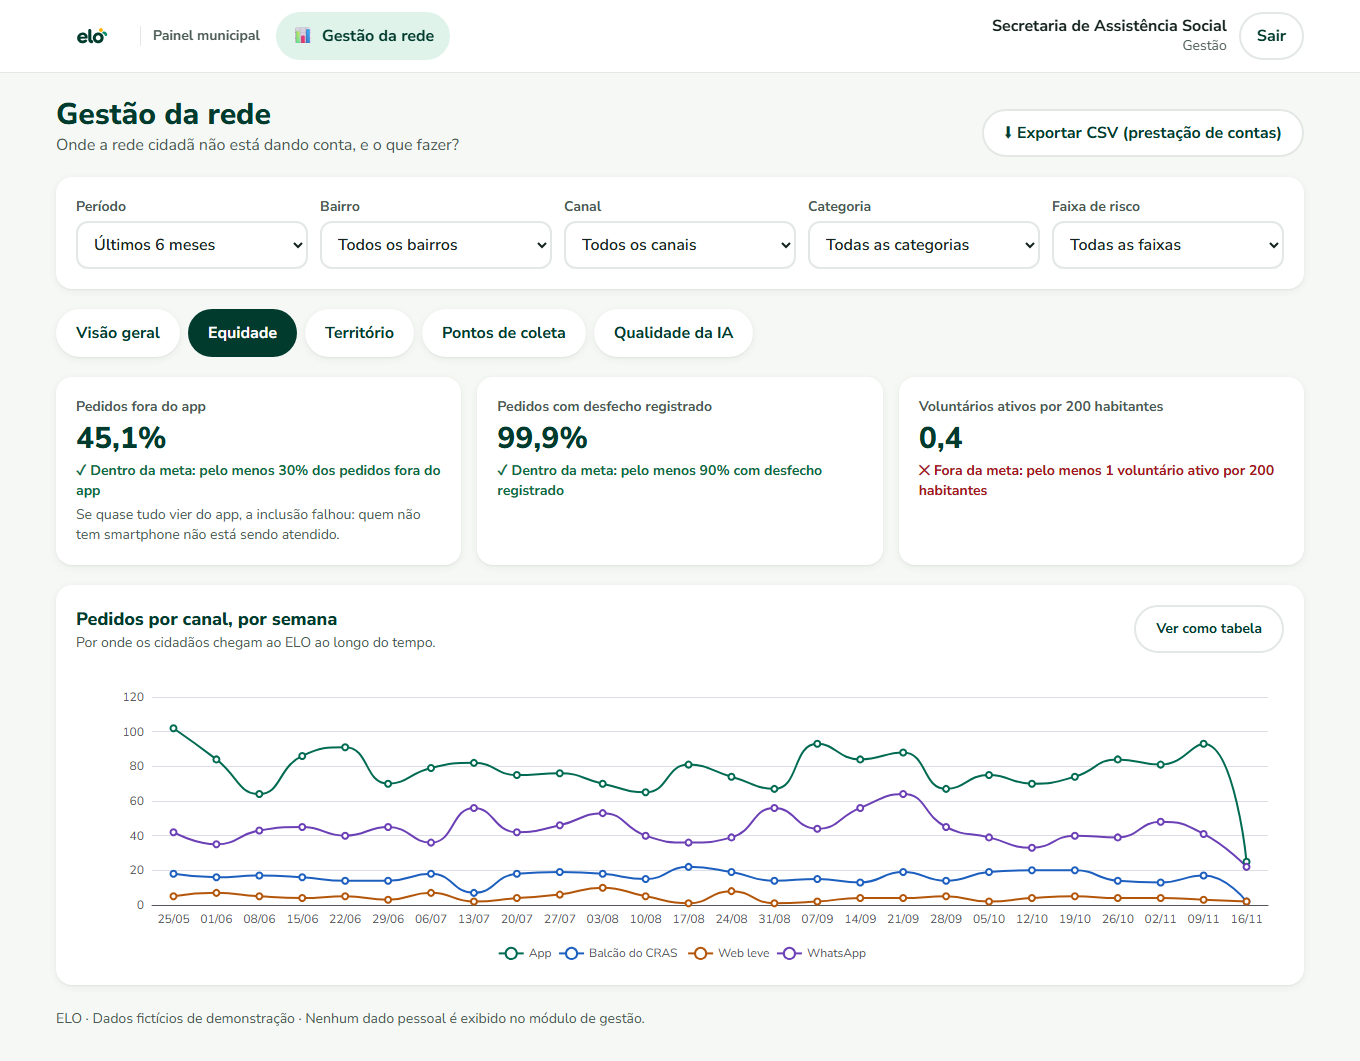 elo
Painel municipal
Gestão da rede
Secretaria de Assistência Social
Gestão
Sair
Gestão da rede
Onde a rede cidadã não está dando conta, e o que fazer?
⬇ Exportar CSV (prestação de contas)
Período
Bairro
Canal
Categoria
Faixa de risco
Últimos 6 meses
Todos os bairros
Todos os canais
Todas as categorias
Todas as faixas
Visão geral
Equidade
Território
Pontos de coleta
Qualidade da IA
Pedidos fora do app
45,1%
✓ Dentro da meta: pelo menos 30% dos pedidos fora do
app
Se quase tudo vier do app, a inclusão falhou: quem não
tem smartphone não está sendo atendido.
Pedidos com desfecho registrado
99,9%
✓ Dentro da meta: pelo menos 90% com desfecho
registrado
Voluntários ativos por 200 habitantes
0,4
✕ Fora da meta: pelo menos 1 voluntário ativo por 200
habitantes
Pedidos por canal, por semana
Por onde os cidadãos chegam ao ELO ao longo do tempo.
Ver como tabela
120
100
80
60
40
20
0
25/05 01/06 08/06 15/06 22/06 29/06 06/07 13/07 20/07 27/07 03/08 10/08 17/08 24/08 31/08 07/09 14/09 21/09 28/09 05/10 12/10 19/10 26/10 02/11 09/11 16/11
App Balcão do CRAS Web leve WhatsApp
ELO · Dados fictícios de demonstração · Nenhum dado pessoal é exibido no módulo de gestão.